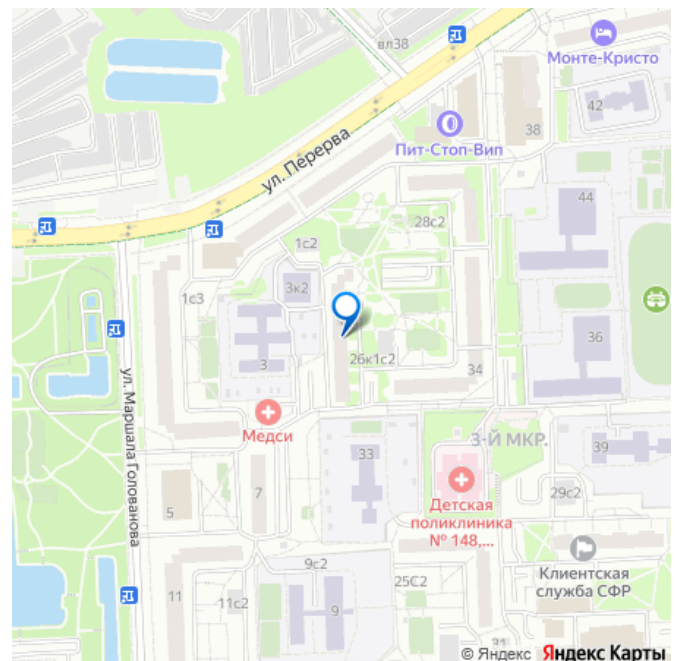 вл38
Монте-Кристо
42
38
Пит-Стоп-Вип
ул. Перерва
44
28с2
1с2
3к2
1с3
36
26к1с2
3
34
ул. Маршала Голованова
Медси
3-Й МКР.
33
39
7
Детская
поликлиника
№ 148,...
29с2
5
9с2
Клиентская
служба СФР
25С2
11
11с2
9
31
© Яндекс Яндекс Карты